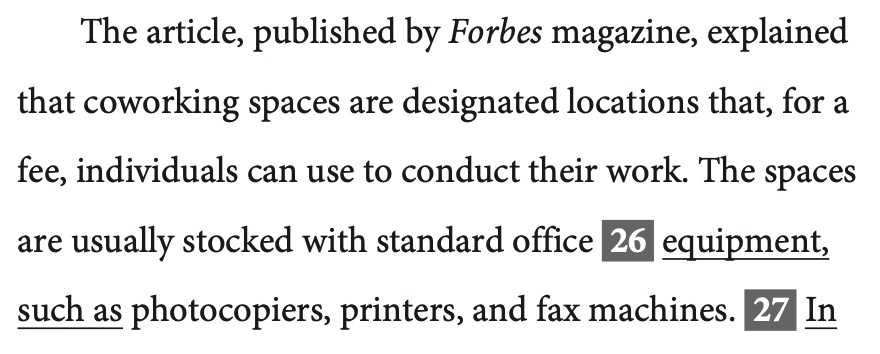 The article, published by Forbes magazine, explained
that coworking spaces are designated locations that, for a
fee, individuals can use to conduct their work. The spaces
are usually stocked with standard office 26 equipment,
such as photocopiers, printers, and fax machines. 27 In